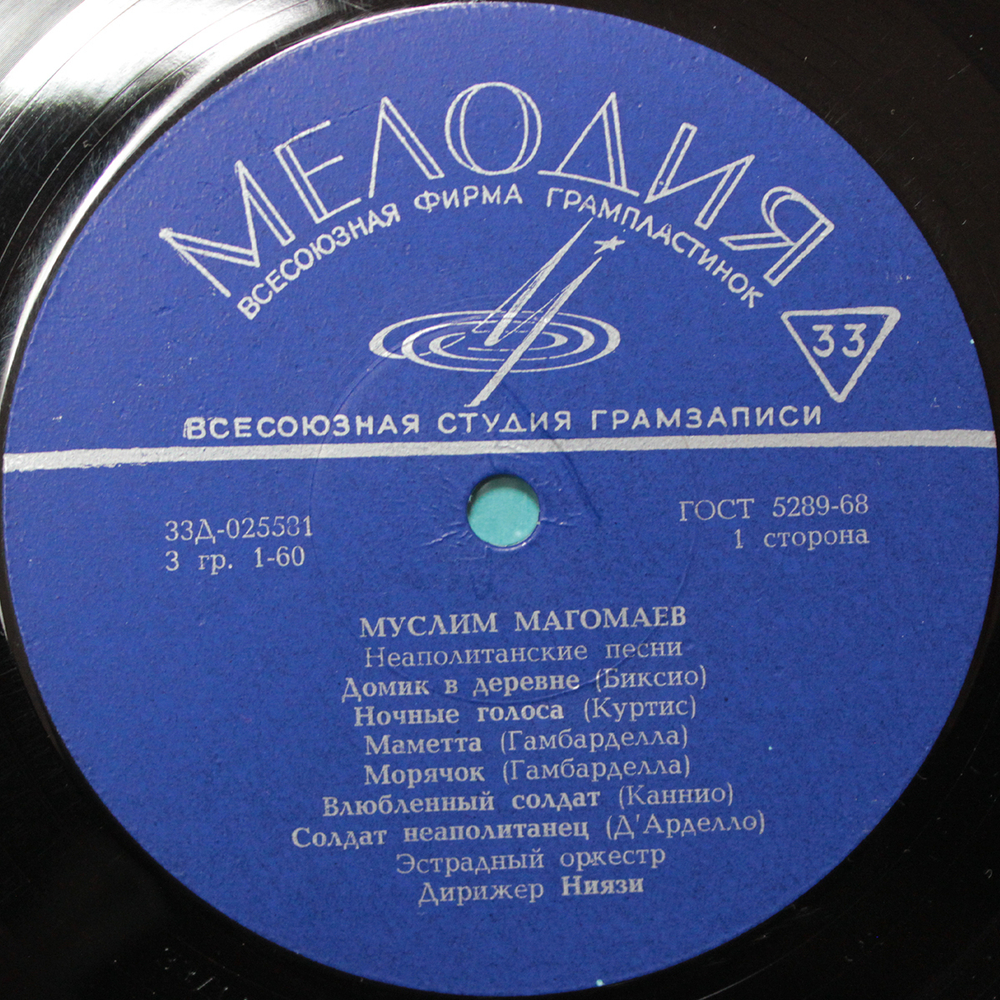 МЕЛОДИЯ
ВСЕСОЮЗНАЯ ФИРМА ГРАМПЛАСТИНОК
33
ВСЕСОЮЗНАЯ СТУДИЯ ГРАМЗАПИСИ
33Д-025581
3 гр. 1-60
ГОСТ 5289-68
1 сторона
МУСЛИМ МАГОМАЕВ
Неаполитанские песни
Домик в деревне (Биксио)
Ночные голоса (Куртис)
Маметта (Гамбарделла)
Морячок (Гамбарделла)
Влюбленный солдат (Каннио)
Солдат неаполитанец (Д'Арделло)
Эстрадный оркестр
Дирижер Ниязи